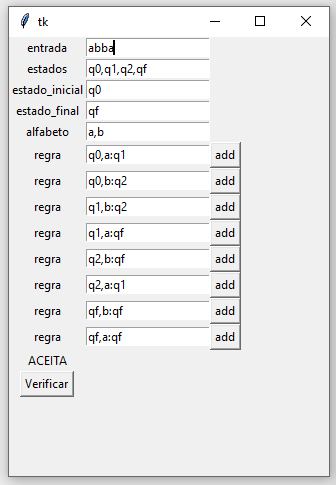 tk
entrada abba
estados q0,q1,q2,qf
estado_inicial q0
estado_final qf
alfabeto a,b
regra q0,a:q1 add
regra q0,b:q2 add
regra q1,b:q2 add
regra q1,a:qf add
regra q2,b:qf add
regra q2,a:q1 add
regra qf,b:qf add
regra qf,a:qf add
ACEITA
Verificar